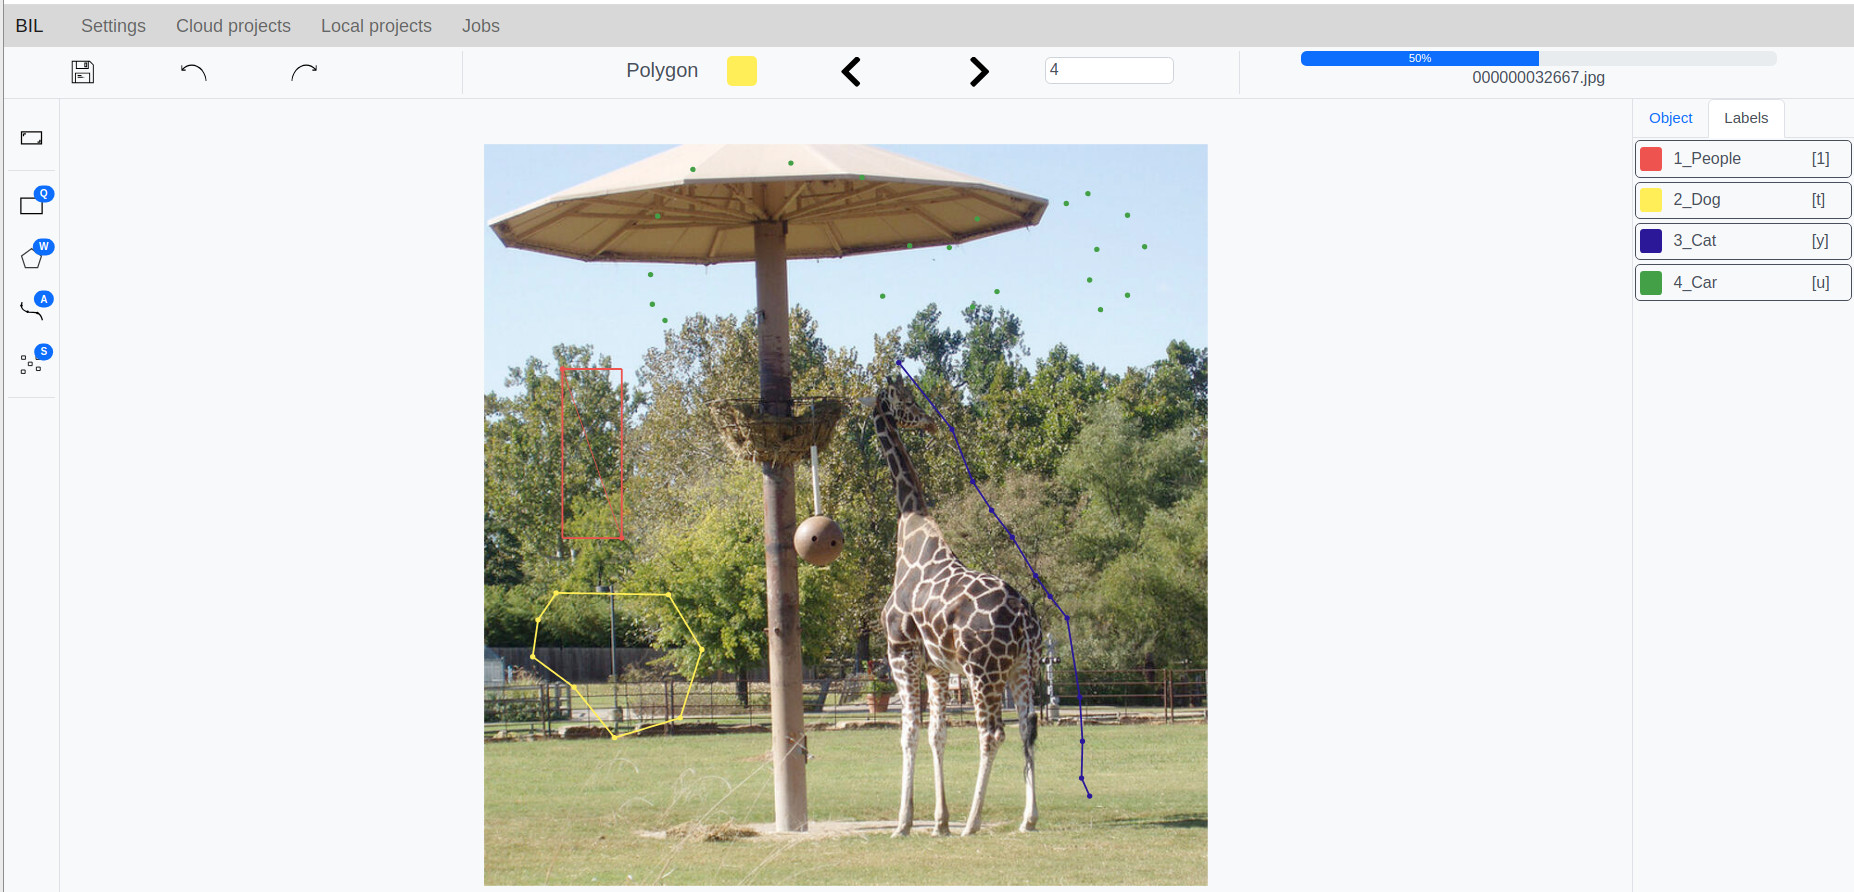 BIL Settings Cloud projects Local projects Jobs
Polygon 4 50%
000000032667.jpg
Object Labels
Q
W
A
S
1_People [1]
2_Dog [t]
3_Cat [y]
4_Car [u]